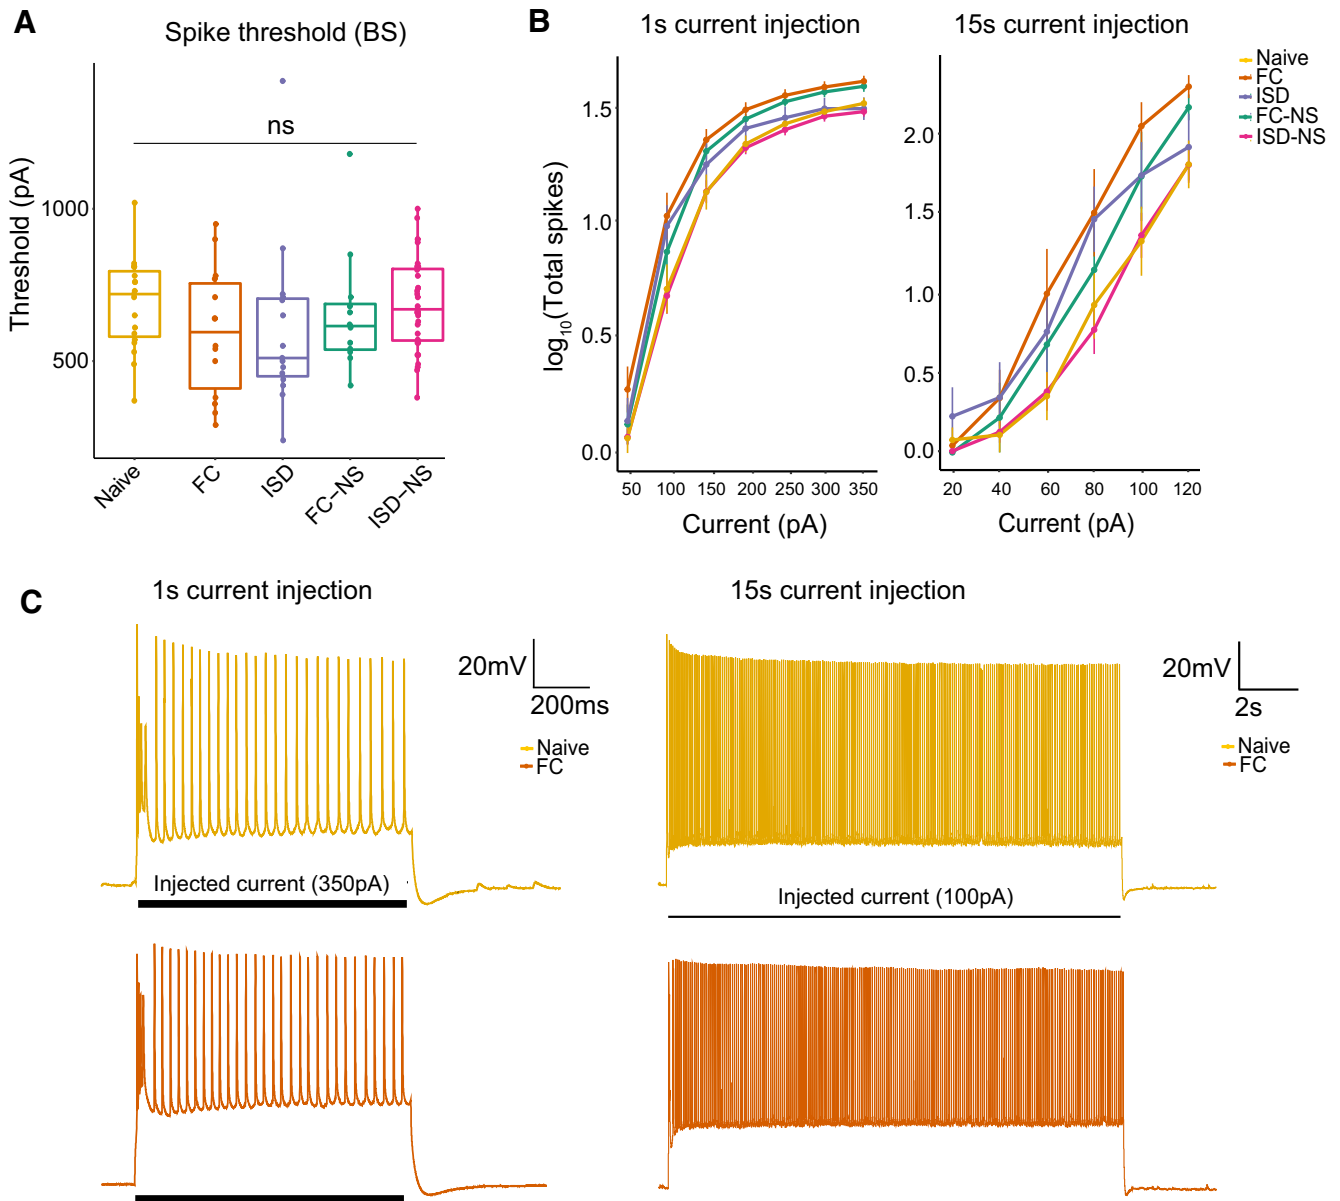 A
Spike threshold (BS)
ns
Threshold (pA)
1000
500
Naive
FC
ISD
FC-NS
ISD-NS
B
1s current injection
15s current injection
log10(Total spikes)
1.5
1.0
0.5
0.0
50 100 150 200 250 300 350
Current (pA)
2.0
1.5
1.0
0.5
0.0
20 40 60 80 100 120
Current (pA)
Naive
FC
ISD
FC-NS
ISD-NS
C
1s current injection
20mV
200ms
Naive
FC
Injected current (350pA)
15s current injection
20mV
2s
Naive
FC
Injected current (100pA)